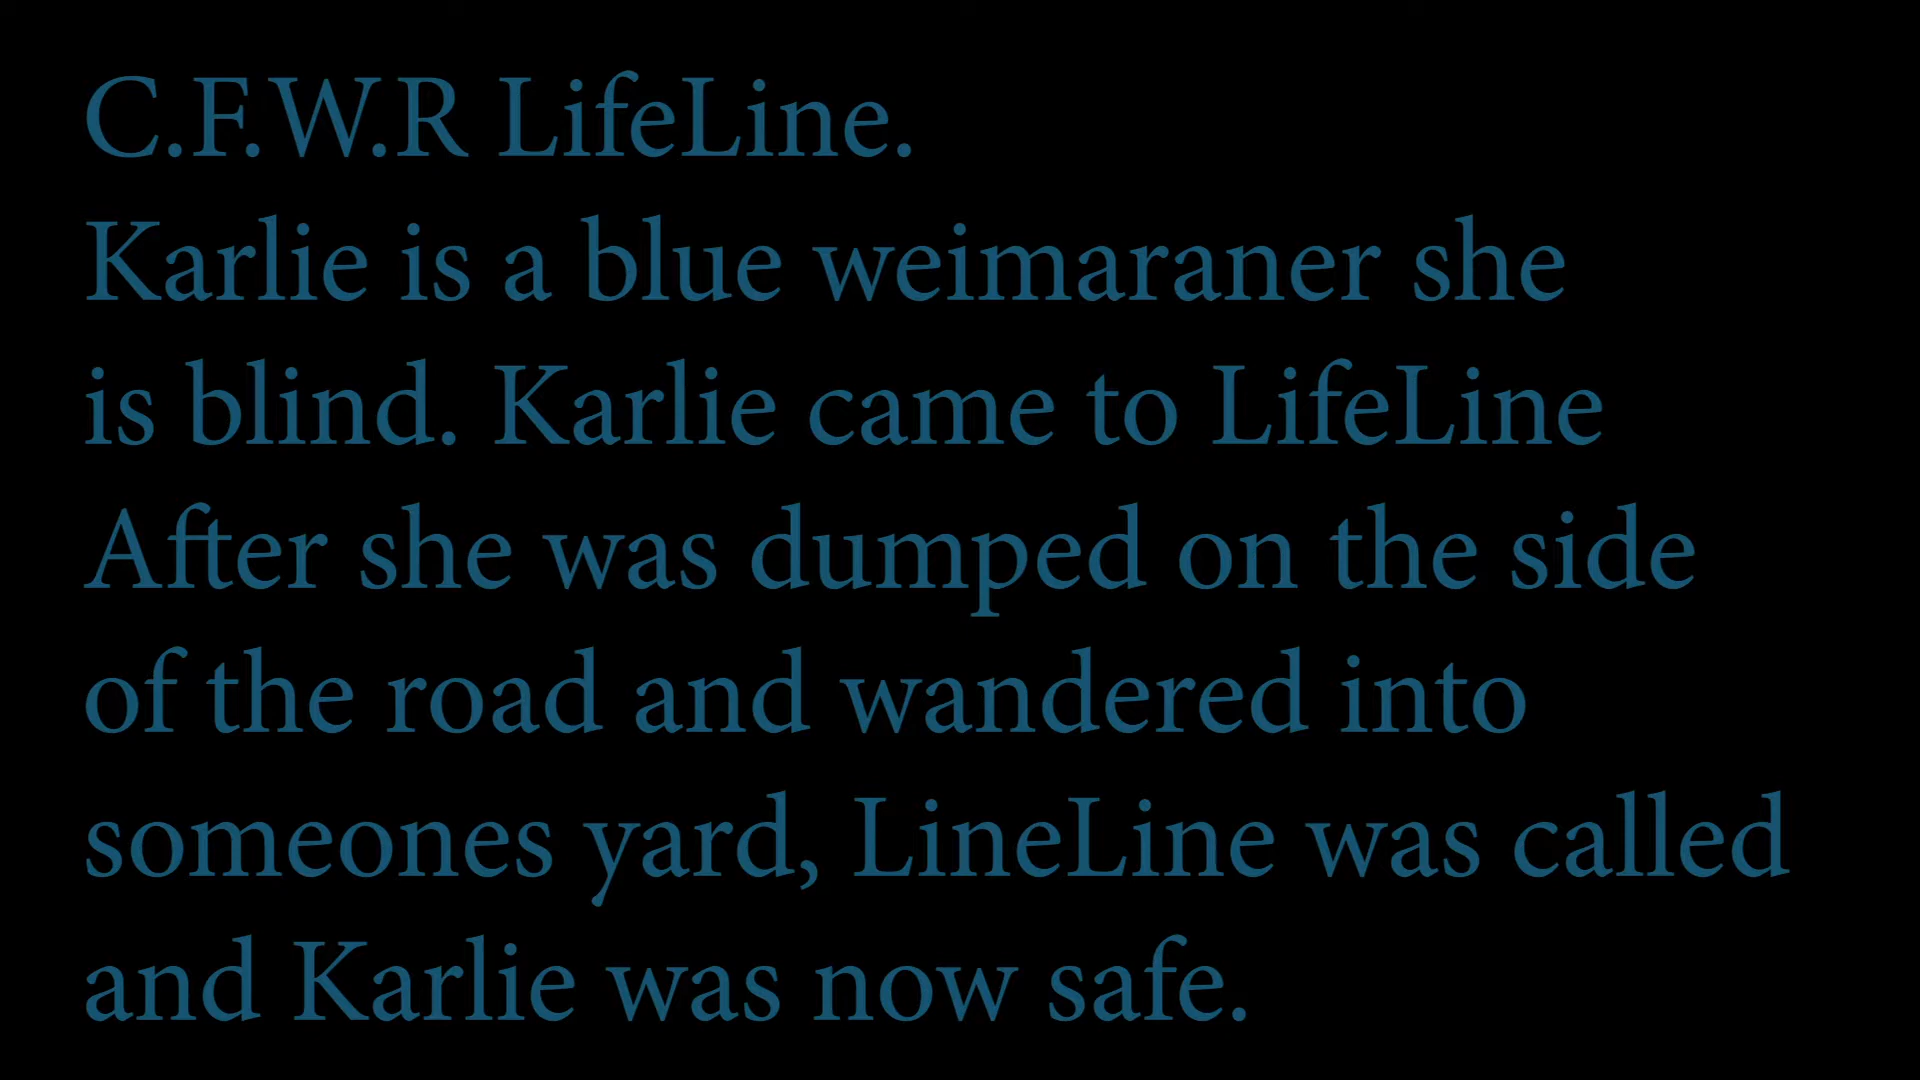 C.F.W.R LifeLine.
Karlie is a blue weimaraner she
is blind. Karlie came to LifeLine
After she was dumped on the side
of the road and wandered into
someones yard, LineLine was called
and Karlie was now safe.